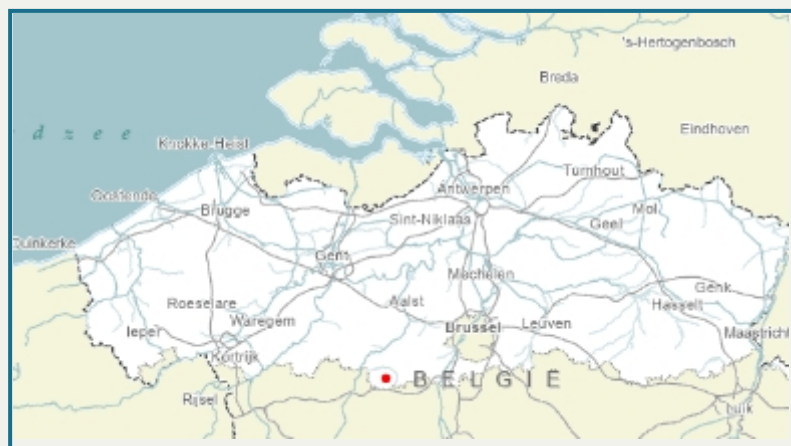 's-Hertogenbosch
Breda
d z e e
Eindhoven
Knokke-Heist
Turnhout
Oostende
Antwerpen
Brugge
Mol
Sint-Niklaas
Geel
Duinkerke
Gent
Mechelen
Genk
Roeselare
Aalst
Hasselt
Waregem
Brussel
Leuven
Ieper
Maastricht
Kortrijk
BELGIË
Rijsel
Luik